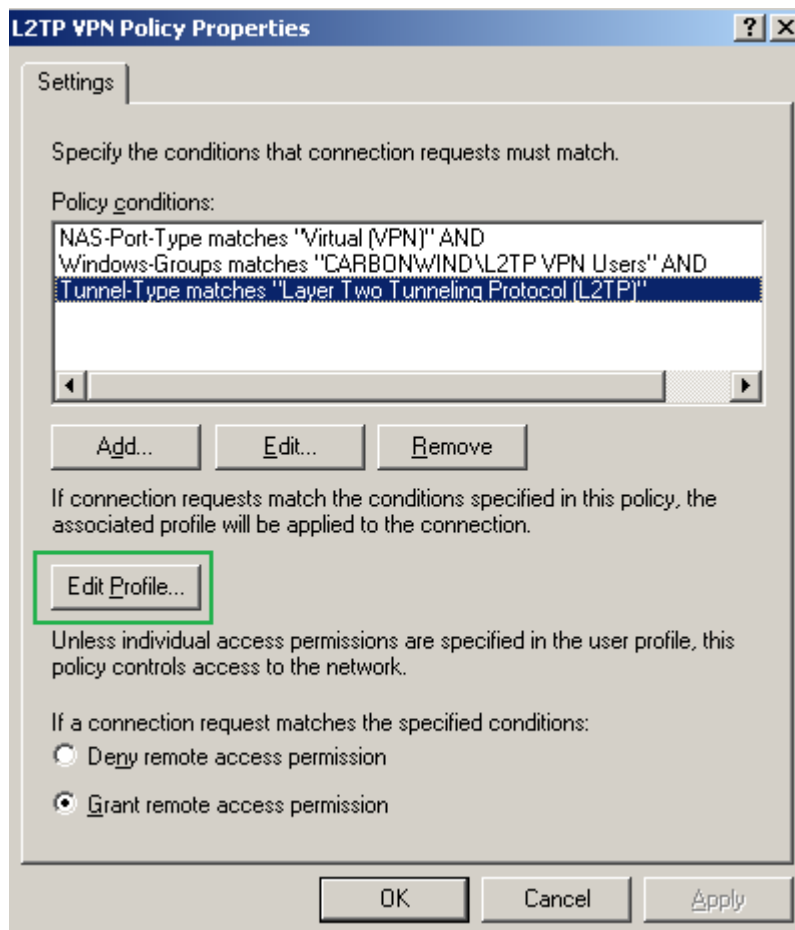 L2TP VPN Policy Properties
Settings
Specify the conditions that connection requests must match.
Policy conditions:
NAS-Port-Type matches "Virtual (VPN)" AND
Windows-Groups matches "CARBONWIND\L2TP VPN Users" AND
Tunnel-Type matches "Layer Two Tunneling Protocol (L2TP)"
Add... Edit... Remove
If connection requests match the conditions specified in this policy, the
associated profile will be applied to the connection.
Edit Profile...
Unless individual access permissions are specified in the user profile, this
policy controls access to the network.
If a connection request matches the specified conditions:
Deny remote access permission
Grant remote access permission
OK Cancel Apply